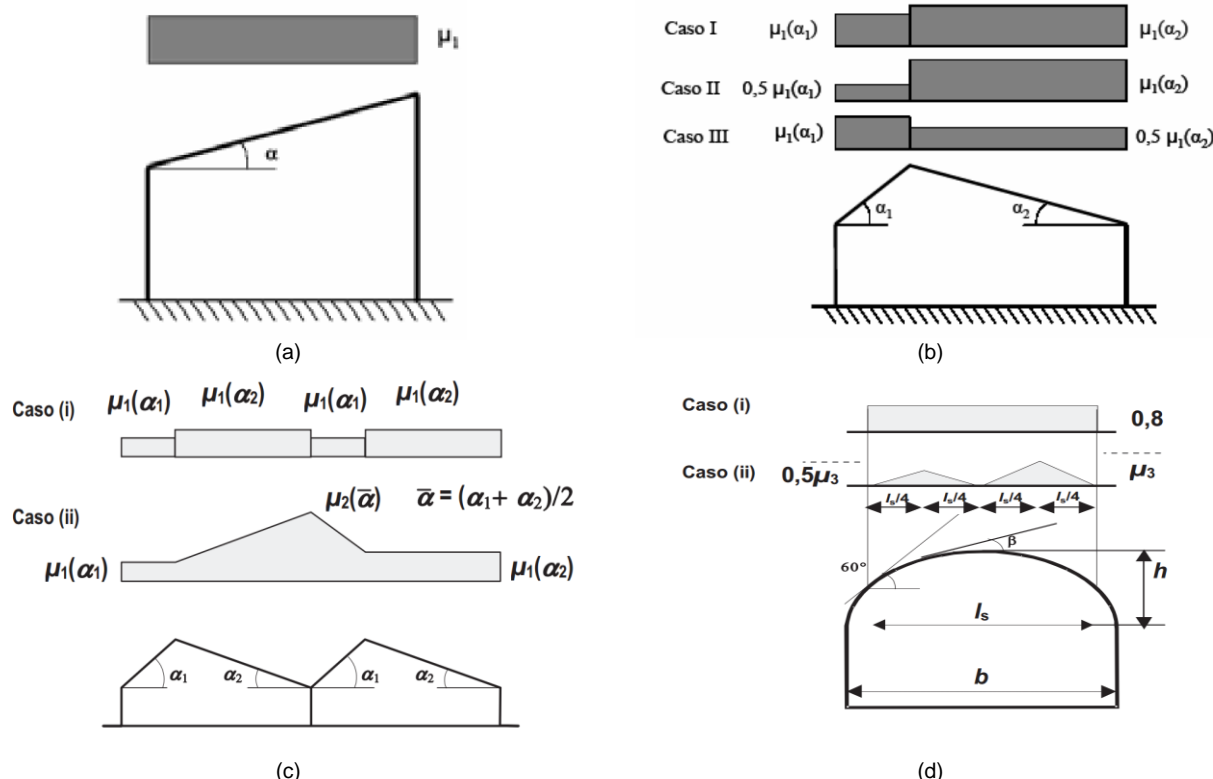 μ₁
α
(a)
Caso I μ₁(α₁) μ₁(α₂)
Caso II 0,5 μ₁(α₁) μ₁(α₂)
Caso III μ₁(α₁) 0,5 μ₁(α₂)
α₁ α₂
(b)
Caso (i) μ₁(α₁) μ₁(α₂) μ₁(α₁) μ₁(α₂)
μ₂(ᾱ) ᾱ = (α₁+ α₂)/2
Caso (ii)
μ₁(α₁) μ₁(α₂)
α₁ α₂ α₁ α₂
(c)
Caso (i) 0,8
Caso (ii) 0,5μ₃ μ₃
lₛ/4 lₛ/4 lₛ/4 lₛ/4
β
60°
h
lₛ
b
(d)